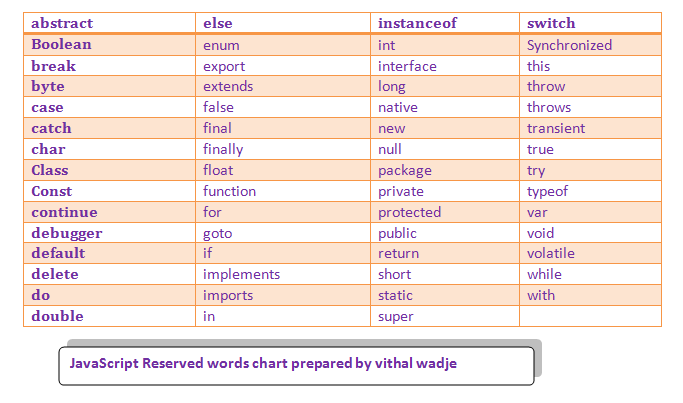 abstract else instanceof switch
Boolean enum int Synchronized
break export interface this
byte extends long throw
case false native throws
catch final new transient
char finally null true
Class float package try
Const function private typeof
continue for protected var
debugger goto public void
default if return volatile
delete implements short while
do imports static with
double in super
JavaScript Reserved words chart prepared by vithal wadje